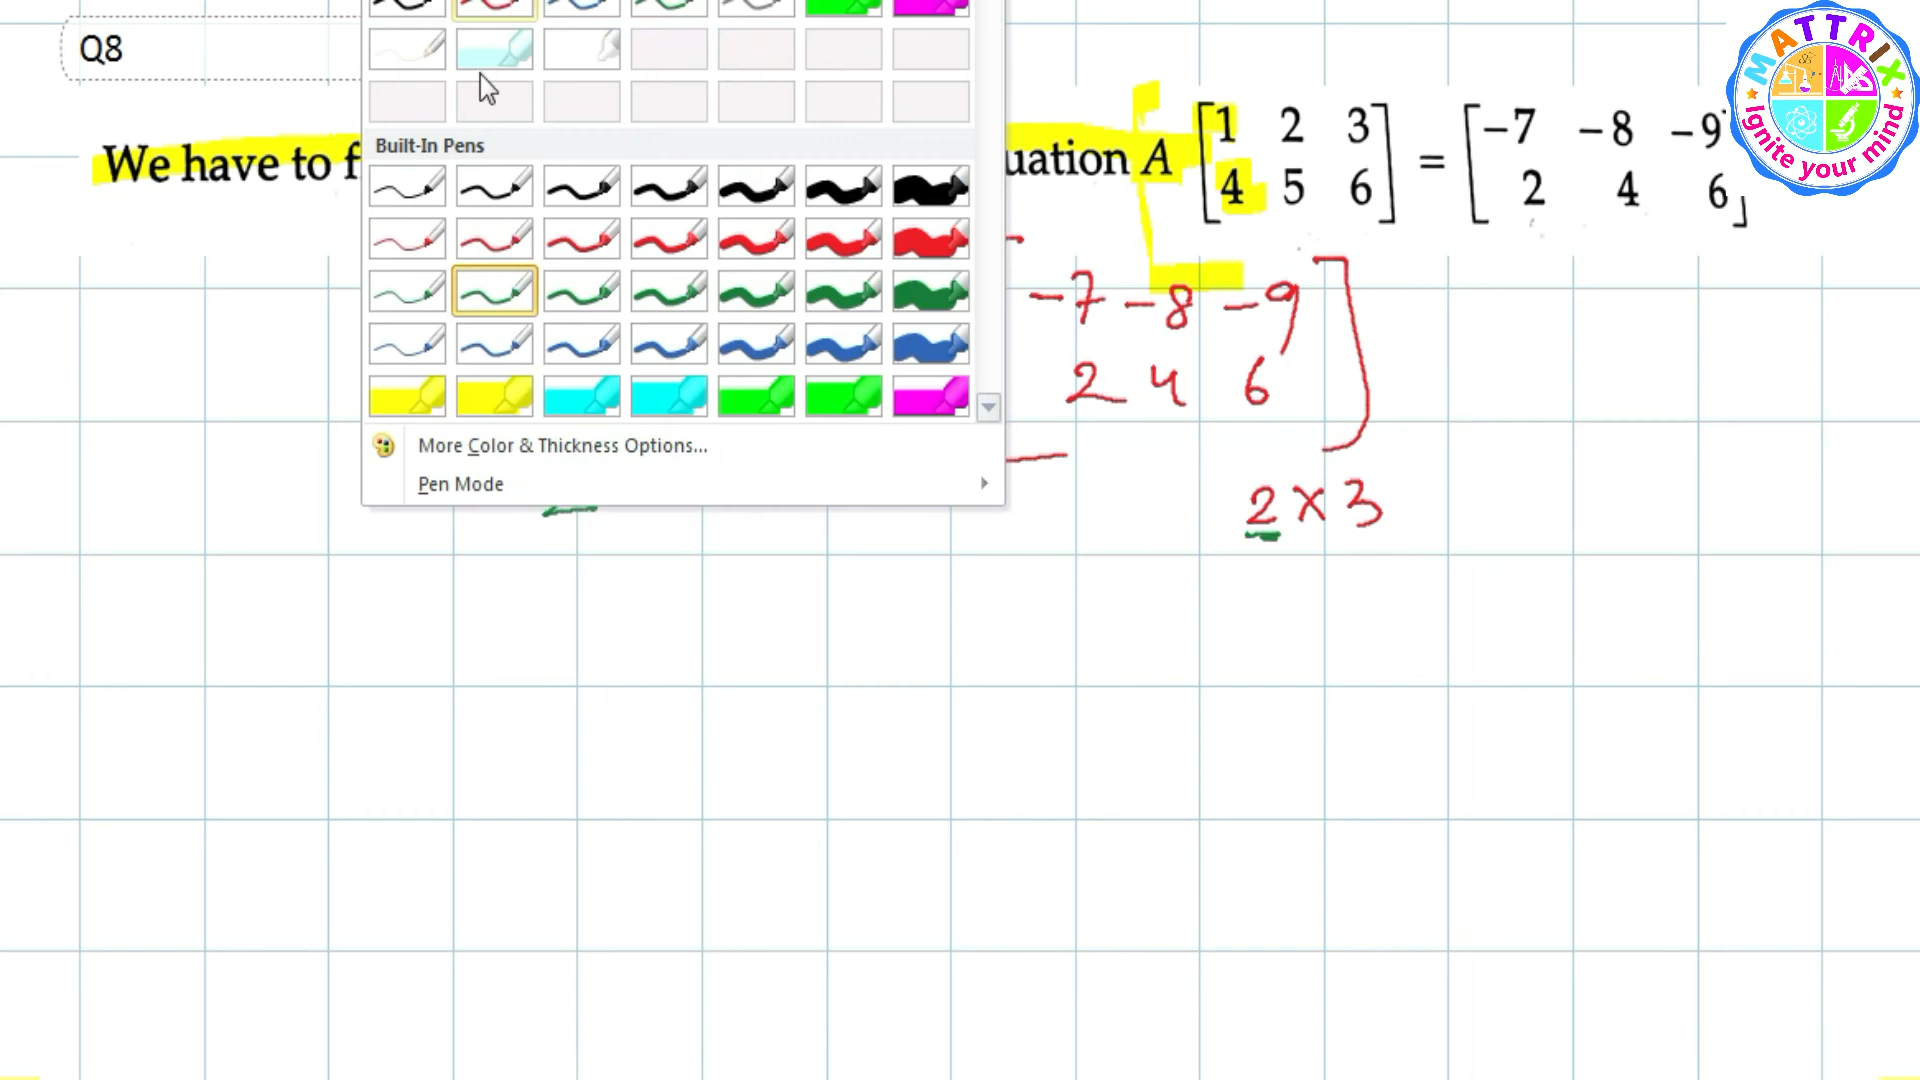 Q8
Built-In Pens
We have to f
uation A [1 2 3
4 5 6] = [-7 -8 -9
2 4 6]
-7 -8 -9]
2 4 6
More Color & Thickness Options...
Pen Mode
2 × 3
MATTRIX
Ignite your mind